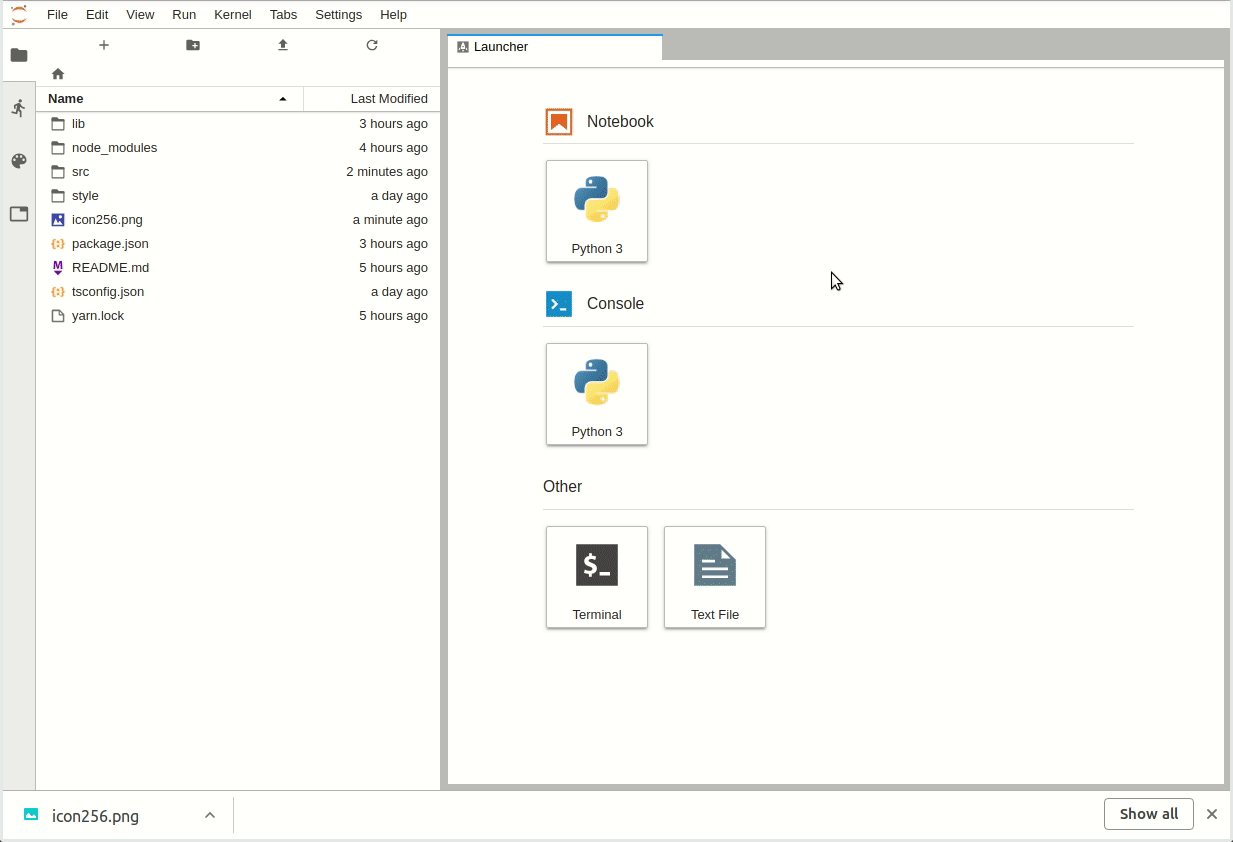 File Edit View Run Kernel Tabs Settings Help
Launcher
Name Last Modified
lib 3 hours ago
node_modules 4 hours ago
src 2 minutes ago
style a day ago
icon256.png a minute ago
package.json 3 hours ago
README.md 5 hours ago
tsconfig.json a day ago
yarn.lock 5 hours ago
Notebook
Python 3
Console
Python 3
Other
$_
Terminal
Text File
icon256.png
Show all